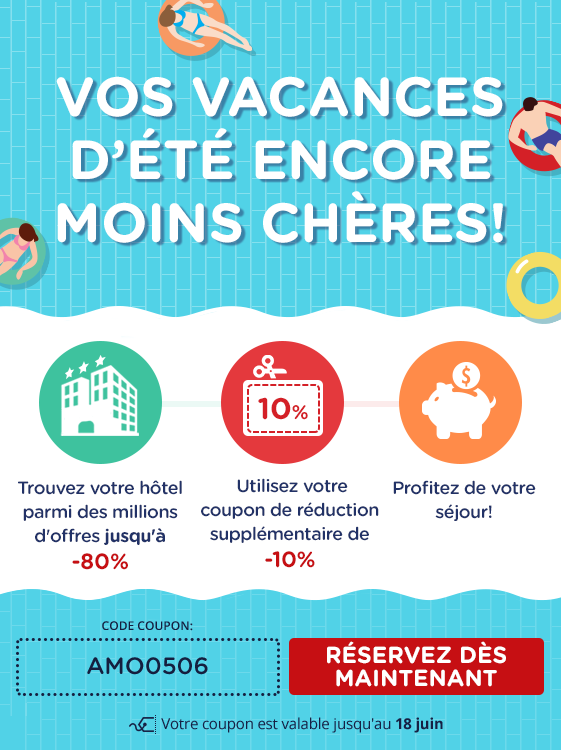 VOS VACANCES
D'ÉTÉ ENCORE
MOINS CHÈRES!
10%
$
Trouvez votre hôtel
parmi des millions
d'offres jusqu'à
-80%
Utilisez votre
coupon de réduction
supplémentaire de
-10%
Profitez de votre
séjour!
CODE COUPON:
AMO0506
RÉSERVEZ DÈS
MAINTENANT
Votre coupon est valable jusqu'au 18 juin